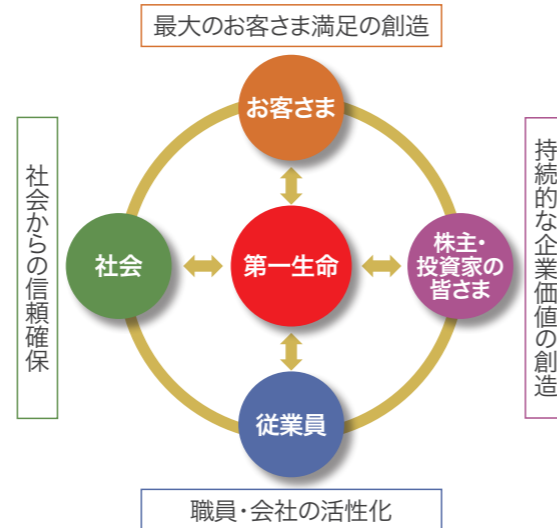 最大のお客さま満足の創造
お客さま
社会からの信頼確保
社会
第一生命
株主・
投資家の
皆さま
持続的な企業価値の創造
従業員
職員・会社の活性化